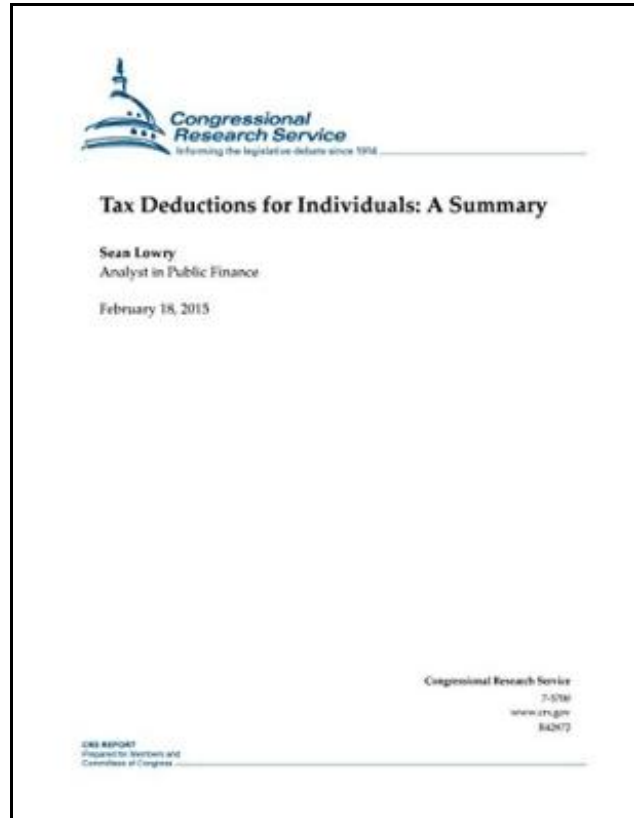 Congressional
Research Service
Informing the legislative debate since 1914
Tax Deductions for Individuals: A Summary
Sean Lowry
Analyst in Public Finance
February 18, 2015
Congressional Research Service
7-5700
www.crs.gov
R42872
CRS REPORT
Prepared for Members and
Committees of Congress